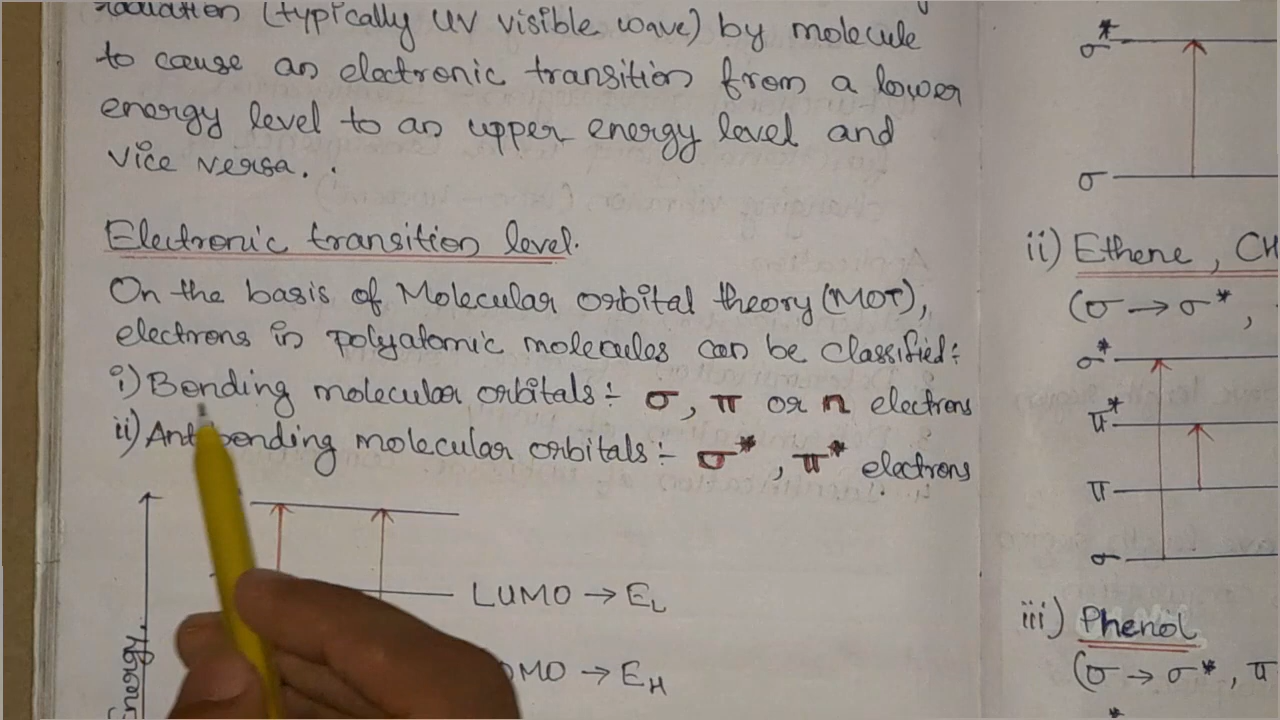 radiation (typically UV visible wave) by molecule
to cause an electronic transition from a lower
energy level to an upper energy level and
vice versa.
Electronic transition level.
On the basis of Molecular orbital theory (MOT),
electrons in polyatomic molecules can be classified:
i) Bonding molecular orbitals:- σ, π or n electrons
ii) Antibonding molecular orbitals:- σ*, π* electrons
LUMO → E_L
OMO → E_H
Energy.
σ*
σ
ii) Ethene, CH
(σ → σ*,
σ*
π*
π
σ
iii) Phenol
(σ → σ*, π